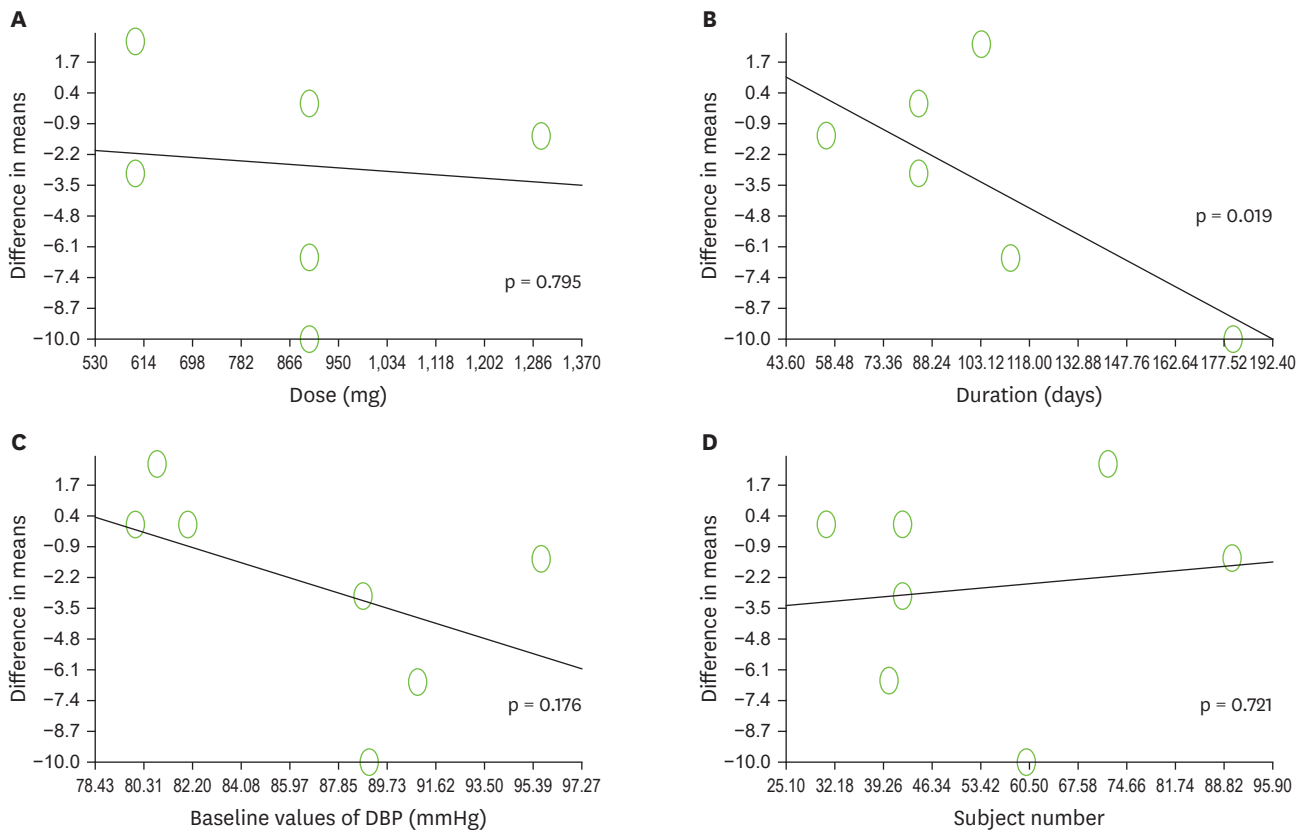 A
1.7
0.4
−0.9
−2.2
−3.5
−4.8
−6.1
−7.4
−8.7
−10.0
Difference in means
p = 0.795
530 614 698 782 866 950 1,034 1,118 1,202 1,286 1,370
Dose (mg)
B
1.7
0.4
−0.9
−2.2
−3.5
−4.8
−6.1
−7.4
−8.7
−10.0
Difference in means
p = 0.019
43.60 58.48 73.36 88.24 103.12 118.00 132.88 147.76 162.64 177.52 192.40
Duration (days)
C
1.7
0.4
−0.9
−2.2
−3.5
−4.8
−6.1
−7.4
−8.7
−10.0
Difference in means
p = 0.176
78.43 80.31 82.20 84.08 85.97 87.85 89.73 91.62 93.50 95.39 97.27
Baseline values of DBP (mmHg)
D
1.7
0.4
−0.9
−2.2
−3.5
−4.8
−6.1
−7.4
−8.7
−10.0
Difference in means
p = 0.721
25.10 32.18 39.26 46.34 53.42 60.50 67.58 74.66 81.74 88.82 95.90
Subject number